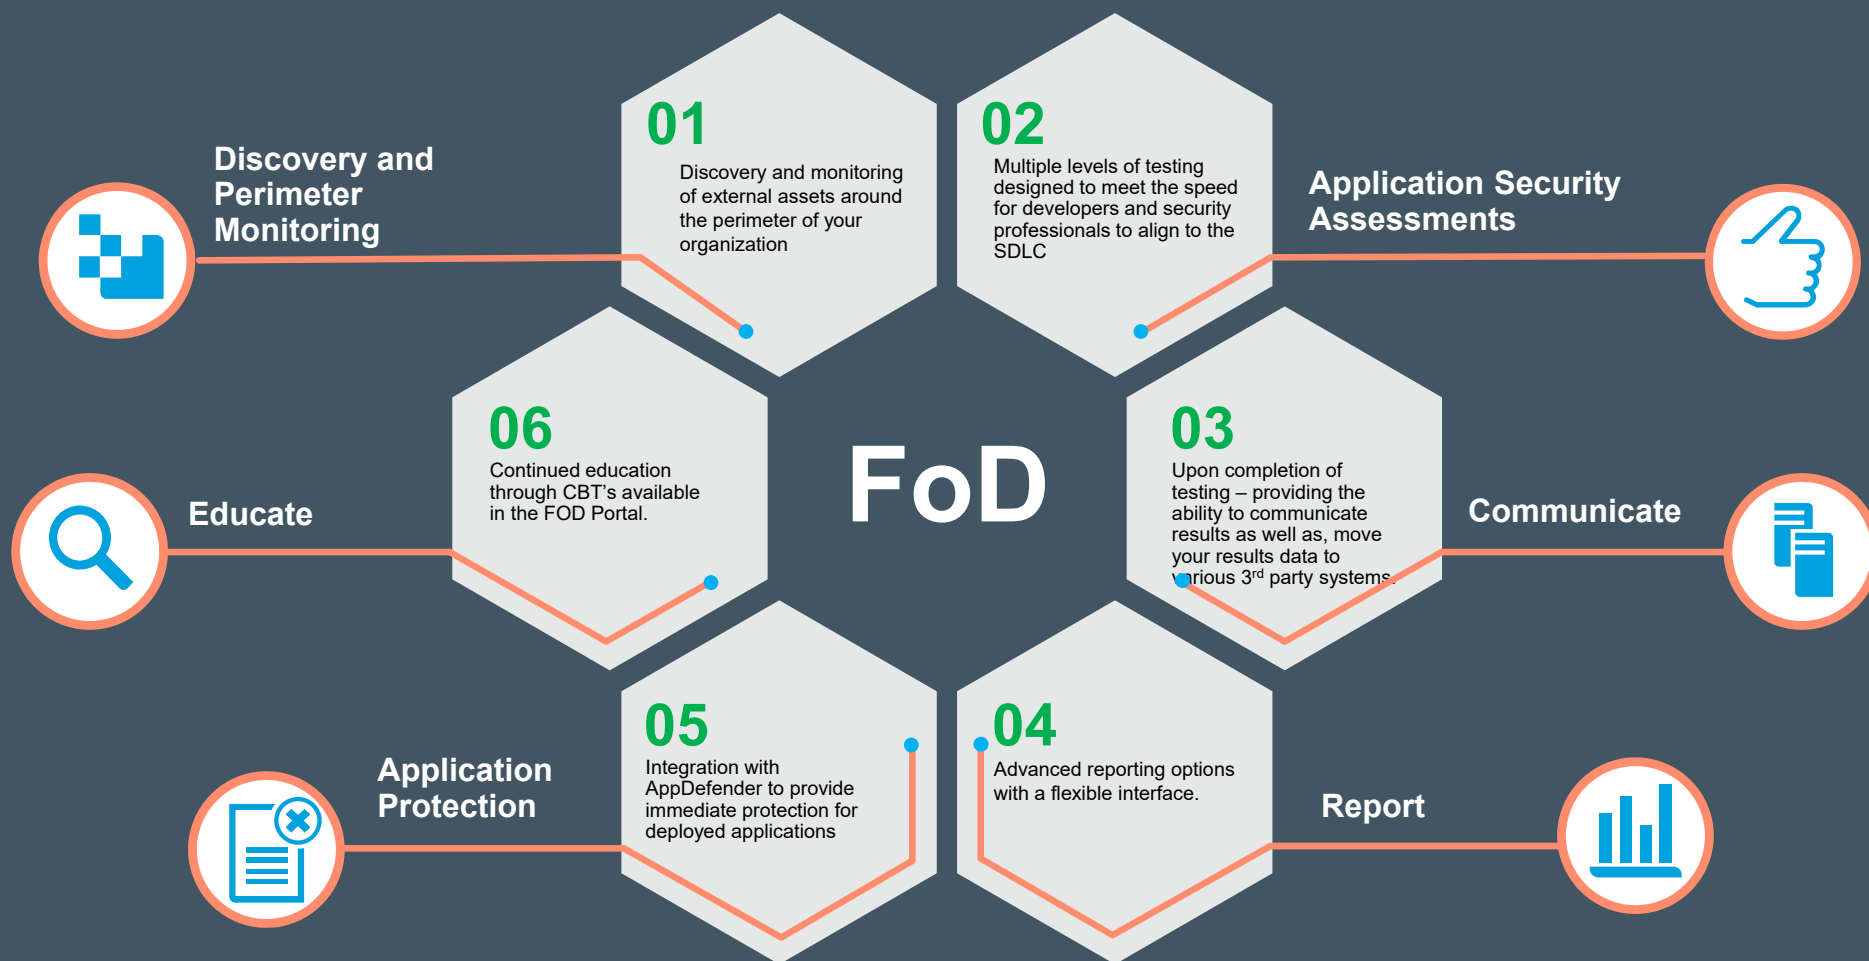 Discovery and
Perimeter
Monitoring
01
Discovery and monitoring
of external assets around
the perimeter of your
organization
02
Multiple levels of testing
designed to meet the speed
for developers and security
professionals to align to the
SDLC
Application Security
Assessments
Educate
06
Continued education
through CBT’s available
in the FOD Portal.
FoD
03
Upon completion of
testing – providing the
ability to communicate
results as well as, move
your results data to
various 3rd party systems.
Communicate
Application
Protection
05
Integration with
AppDefender to provide
immediate protection for
deployed applications
04
Advanced reporting options
with a flexible interface.
Report